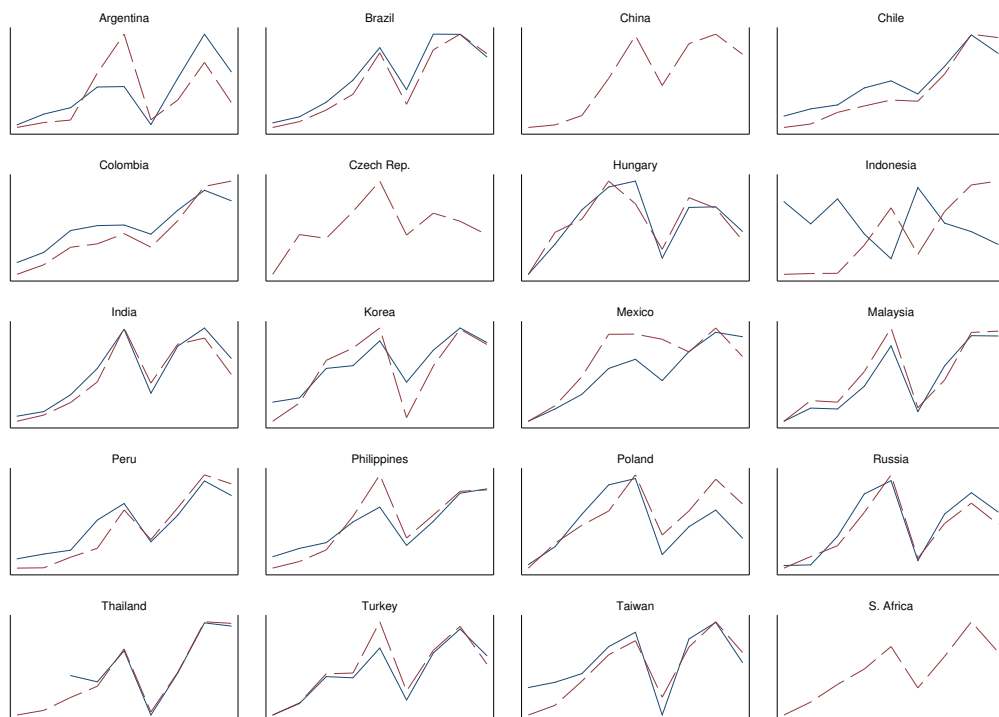 Argentina
Brazil
China
Chile
Colombia
Czech Rep.
Hungary
Indonesia
India
Korea
Mexico
Malaysia
Peru
Philippines
Poland
Russia
Thailand
Turkey
Taiwan
S. Africa